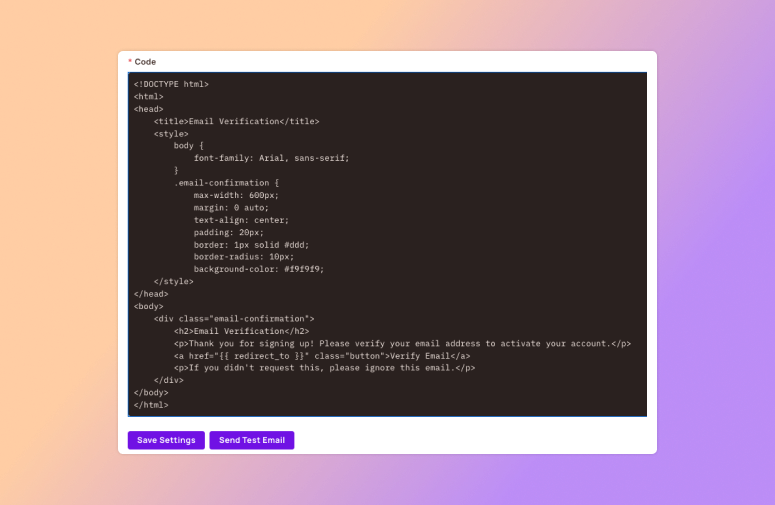 * Code
<!DOCTYPE html>
<html>
<head>
    <title>Email Verification</title>
    <style>
        body {
            font-family: Arial, sans-serif;
        }
        .email-confirmation {
            max-width: 600px;
            margin: 0 auto;
            text-align: center;
            padding: 20px;
            border: 1px solid #ddd;
            border-radius: 10px;
            background-color: #f9f9f9;
    </style>
</head>
<body>
    <div class="email-confirmation">
        <h2>Email Verification</h2>
        <p>Thank you for signing up! Please verify your email address to activate your account.</p>
        <a href="{{ redirect_to }}" class="button">Verify Email</a>
        <p>If you didn't request this, please ignore this email.</p>
    </div>
</body>
</html>
Save Settings Send Test Email